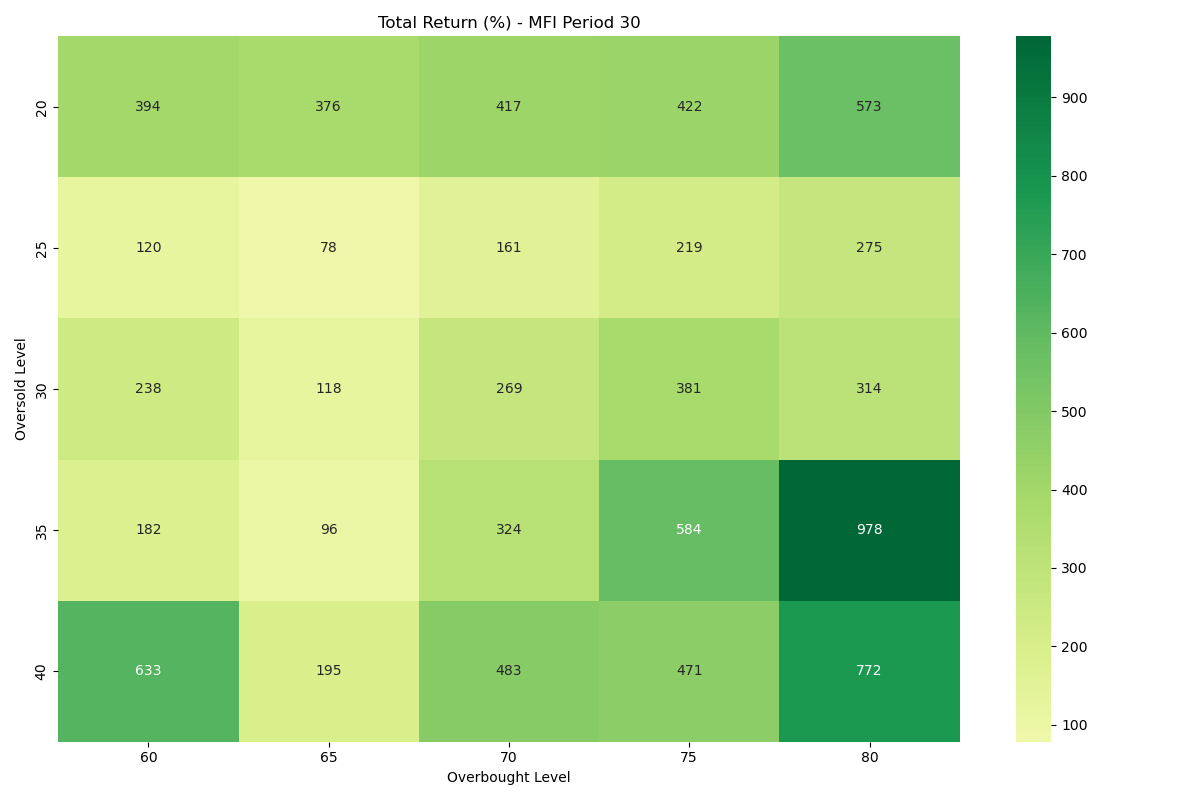 Total Return (%) - MFI Period 30
20 394 376 417 422 573
25 120 78 161 219 275
30 238 118 269 381 314
35 182 96 324 584 978
40 633 195 483 471 772
60 65 70 75 80
Overbought Level
Oversold Level
900
800
700
600
500
400
300
200
100